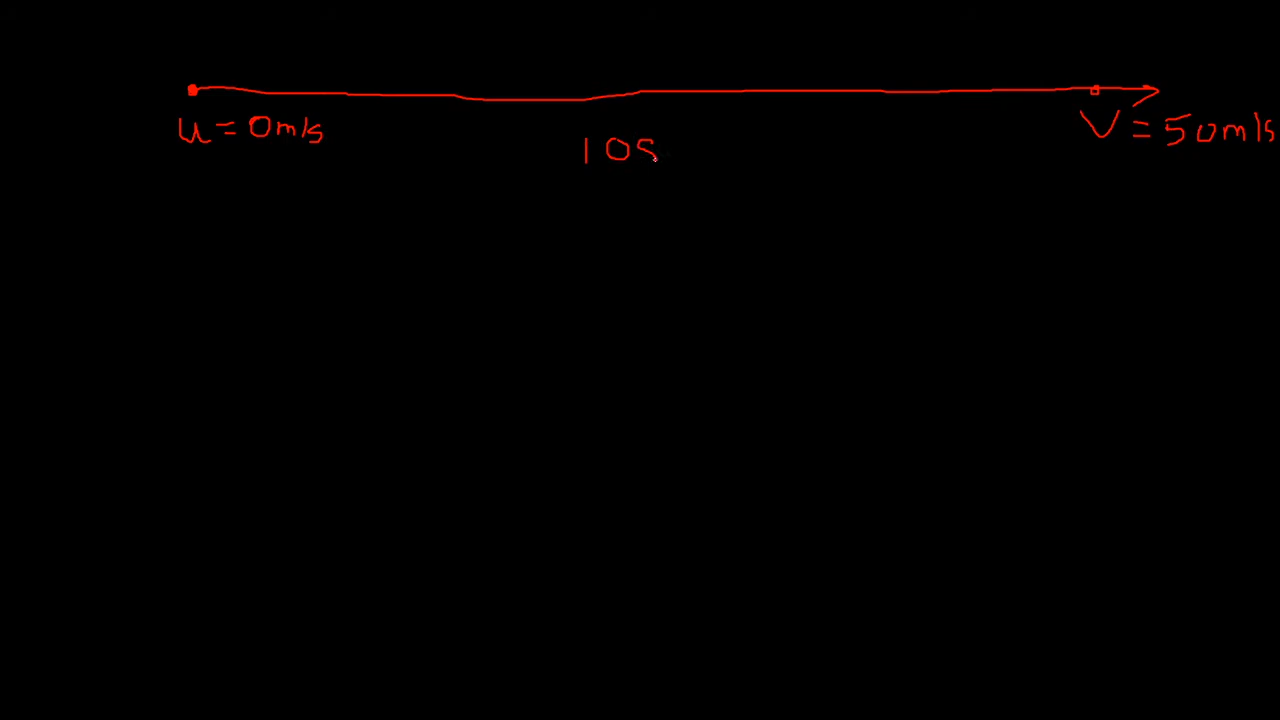 u = 0m/s
V = 50m/s
10s